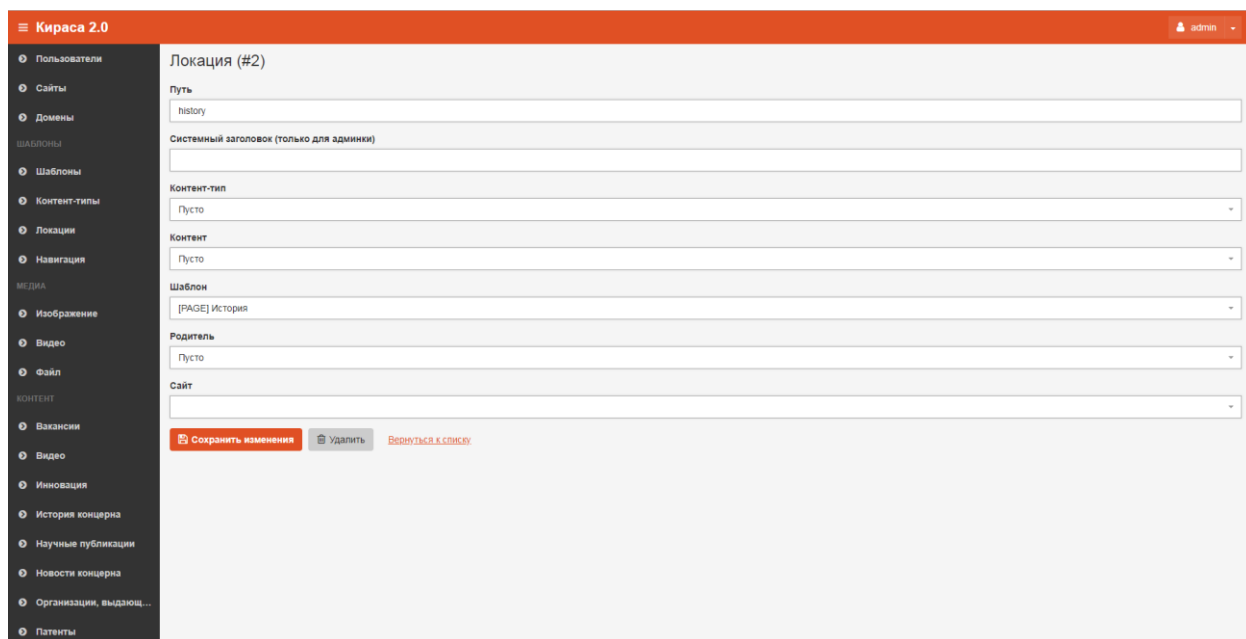 Кираса 2.0
admin
Пользователи
Сайты
Домены
ШАБЛОНЫ
Шаблоны
Контент-типы
Локации
Навигация
МЕДИА
Изображение
Видео
Файл
КОНТЕНТ
Вакансии
Видео
Инновация
История концерна
Научные публикации
Новости концерна
Организации, выдающ...
Патенты
Локация (#2)
Путь
history
Системный заголовок (только для админки)
Контент-тип
Пусто
Контент
Пусто
Шаблон
[PAGE] История
Родитель
Пусто
Сайт
Сохранить изменения
Удалить
Вернуться к списку